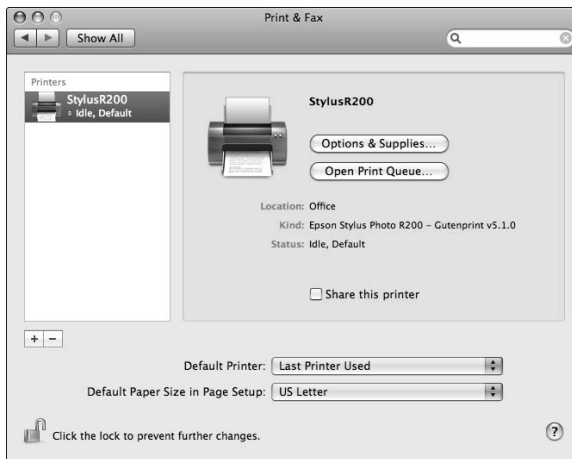 Print & Fax
Show All
Printers
StylusR200
Idle, Default
StylusR200
Options & Supplies...
Open Print Queue...
Location: Office
Kind: Epson Stylus Photo R200 – Gutenprint v5.1.0
Status: Idle, Default
Share this printer
+ −
Default Printer: Last Printer Used
Default Paper Size in Page Setup: US Letter
Click the lock to prevent further changes.
?